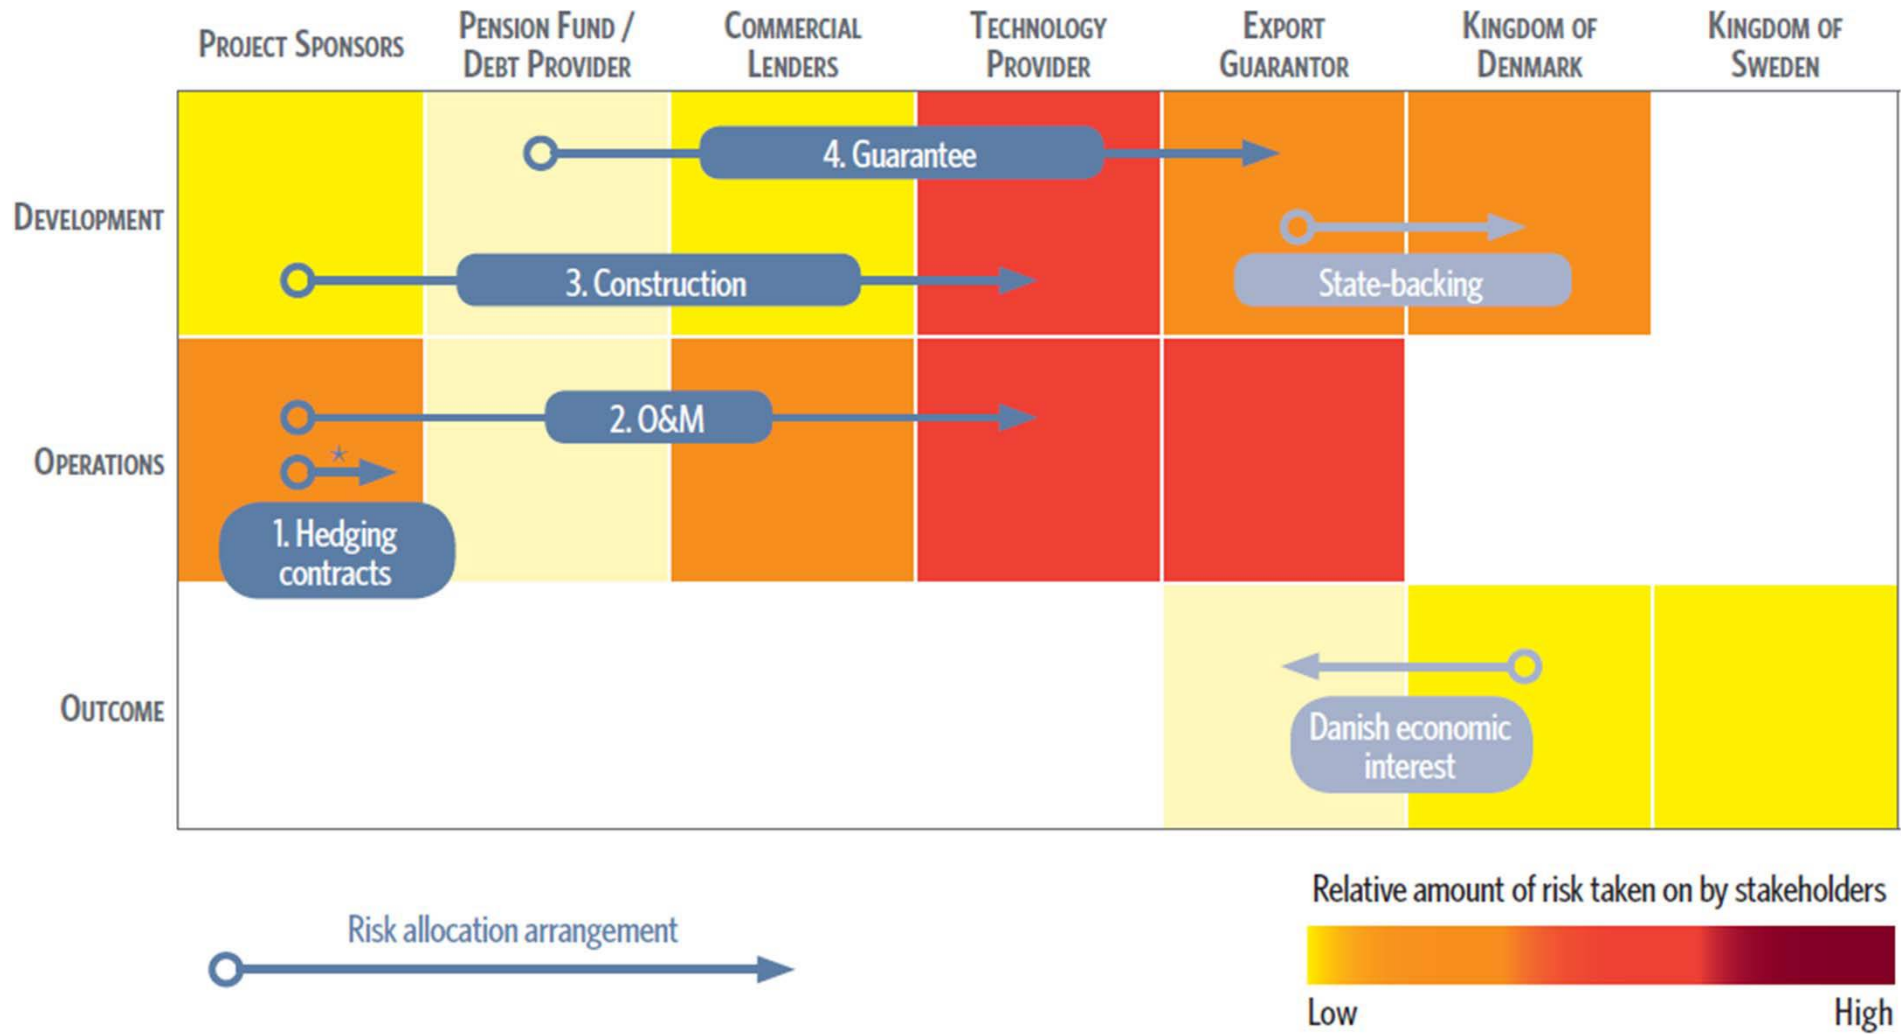 PROJECT SPONSORS
PENSION FUND /
DEBT PROVIDER
COMMERCIAL
LENDERS
TECHNOLOGY
PROVIDER
EXPORT
GUARANTOR
KINGDOM OF
DENMARK
KINGDOM OF
SWEDEN
DEVELOPMENT
4. Guarantee
3. Construction
State-backing
OPERATIONS
2. O&M
*
1. Hedging
contracts
OUTCOME
Danish economic
interest
Risk allocation arrangement
Relative amount of risk taken on by stakeholders
Low
High